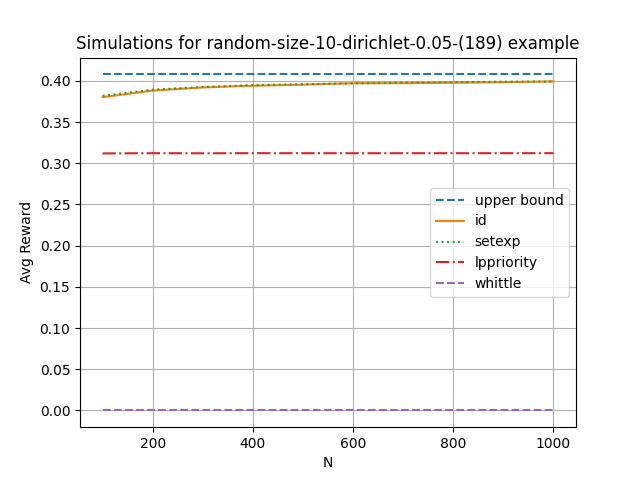 Simulations for random-size-10-dirichlet-0.05-(189) example
0.40
0.35
0.30
0.25
0.20
0.15
0.10
0.05
0.00
Avg Reward
upper bound
id
setexp
lppriority
whittle
200
400
600
800
1000
N